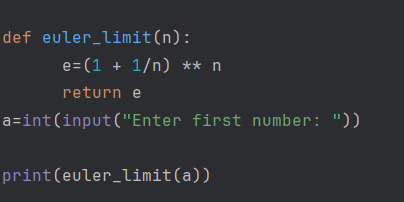 def euler_limit(n):
      e=(1 + 1/n) ** n
      return e
a=int(input("Enter first number: "))
print(euler_limit(a))